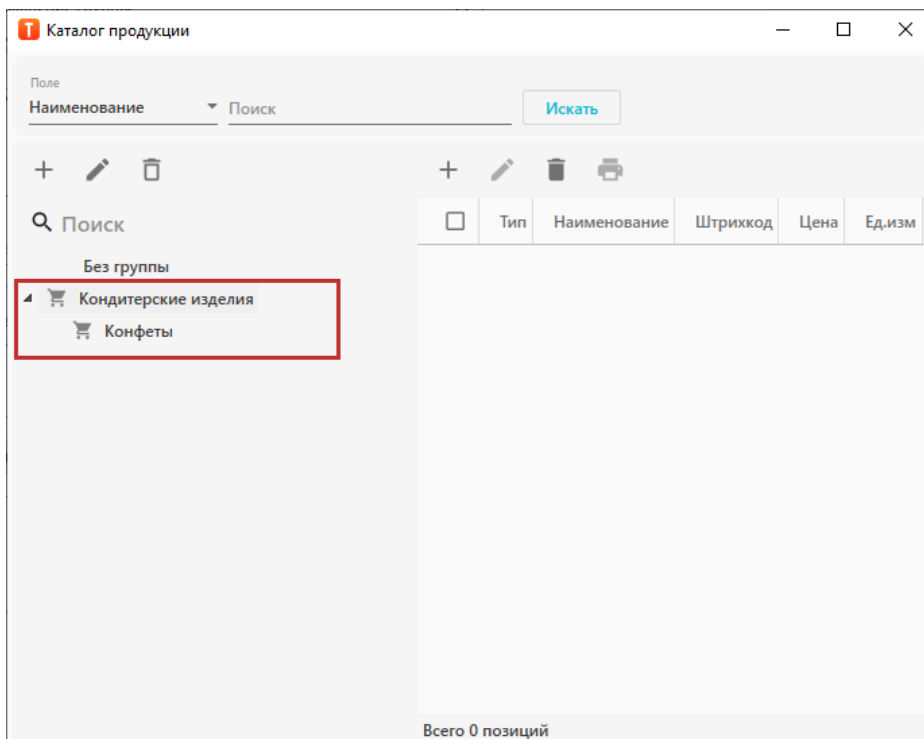 Т Каталог продукции
Поле
Наименование Поиск Искать
Поиск
Тип Наименование Штрихкод Цена Ед.изм
Без группы
Кондитерские изделия
Конфеты
Всего 0 позиций